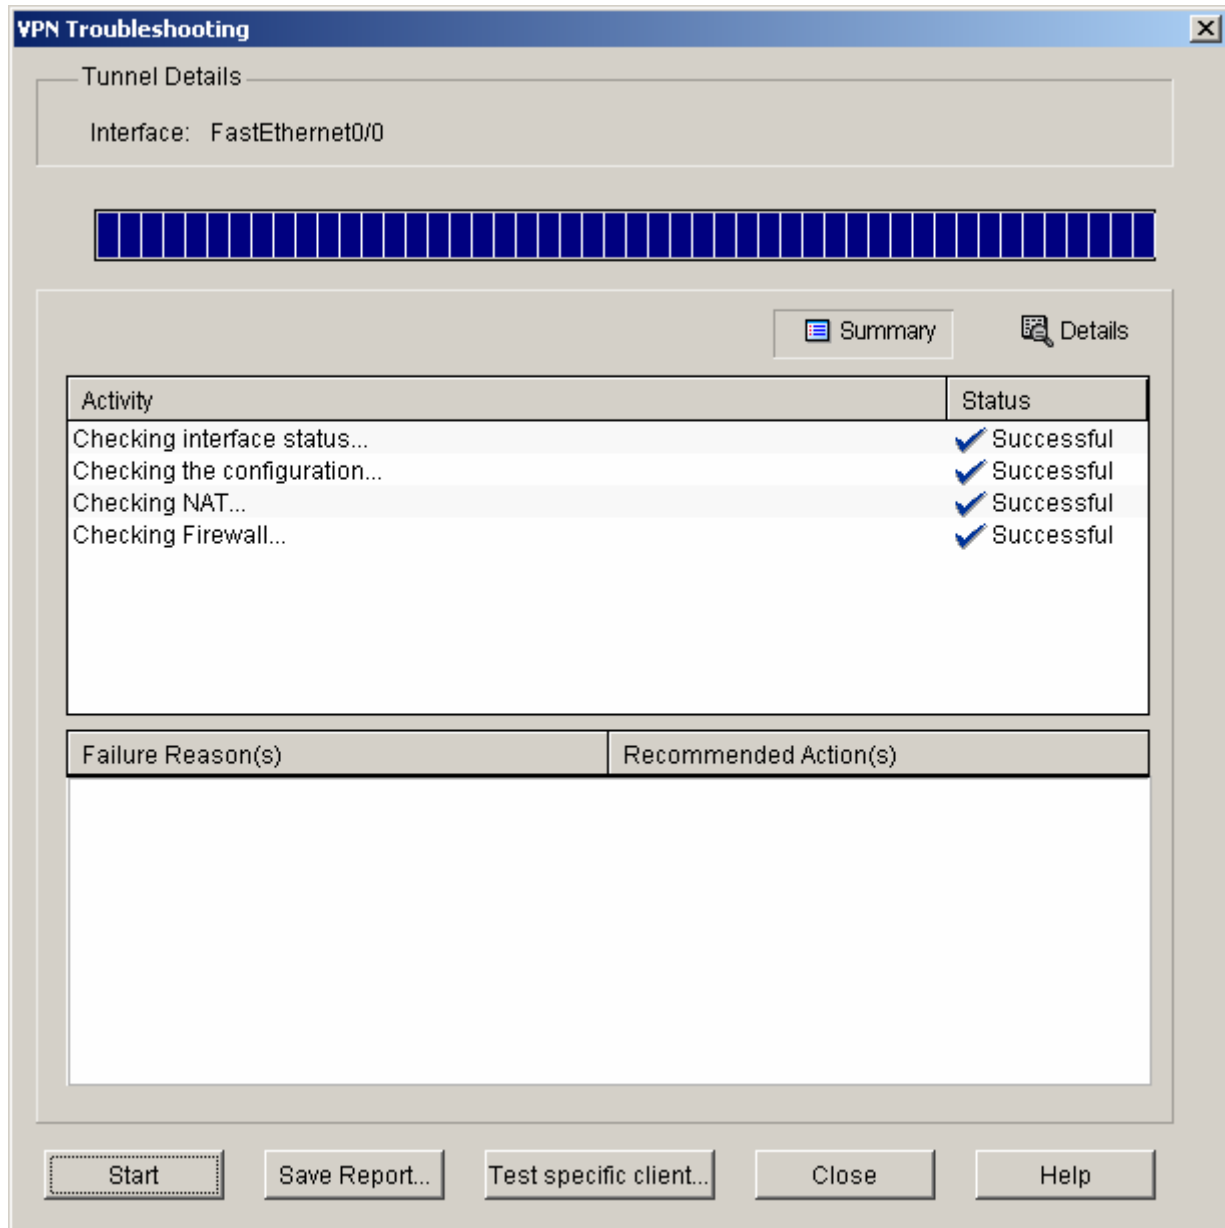 VPN Troubleshooting
Tunnel Details
Interface: FastEthernet0/0
Summary
Details
Activity Status
Checking interface status... Successful
Checking the configuration... Successful
Checking NAT... Successful
Checking Firewall... Successful
Failure Reason(s) Recommended Action(s)
Start Save Report... Test specific client... Close Help